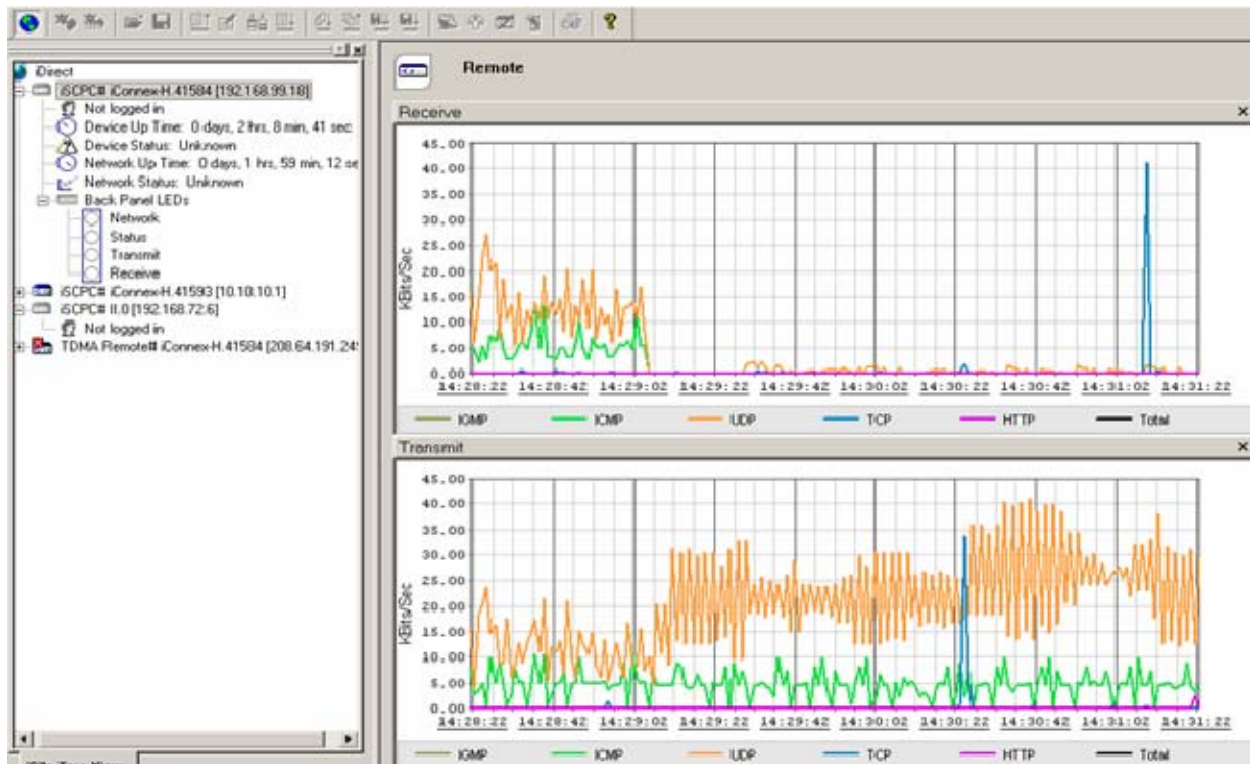 iDirect
iSCPC# iConnex-H.41584 [192.168.99.18]
Not logged in
Device Up Time: 0 days, 2 hrs, 8 min, 41 sec
Device Status: Unknown
Network Up Time: 0 days, 1 hrs, 59 min, 12 se
Network Status: Unknown
Back Panel LEDs
Network
Status
Transmit
Receive
iSCPC# iConnex-H.41593 [10.10.10.1]
iSCPC# II.0 [192.168.72.6]
Not logged in
TDMA Remote# iConnex-H.41584 [208.64.191.24
Remote
Receive
45.00
40.00
35.00
30.00
25.00
20.00
15.00
10.00
5.00
0.00
kBits/Sec
14:28:22 14:28:42 14:29:02 14:29:22 14:29:42 14:30:02 14:30:22 14:30:42 14:31:02 14:31:22
IGMP ICMP UDP TCP HTTP Total
Transmit
45.00
40.00
35.00
30.00
25.00
20.00
15.00
10.00
5.00
0.00
kBits/Sec
14:28:22 14:28:42 14:29:02 14:29:22 14:29:42 14:30:02 14:30:22 14:30:42 14:31:02 14:31:22
IGMP ICMP UDP TCP HTTP Total